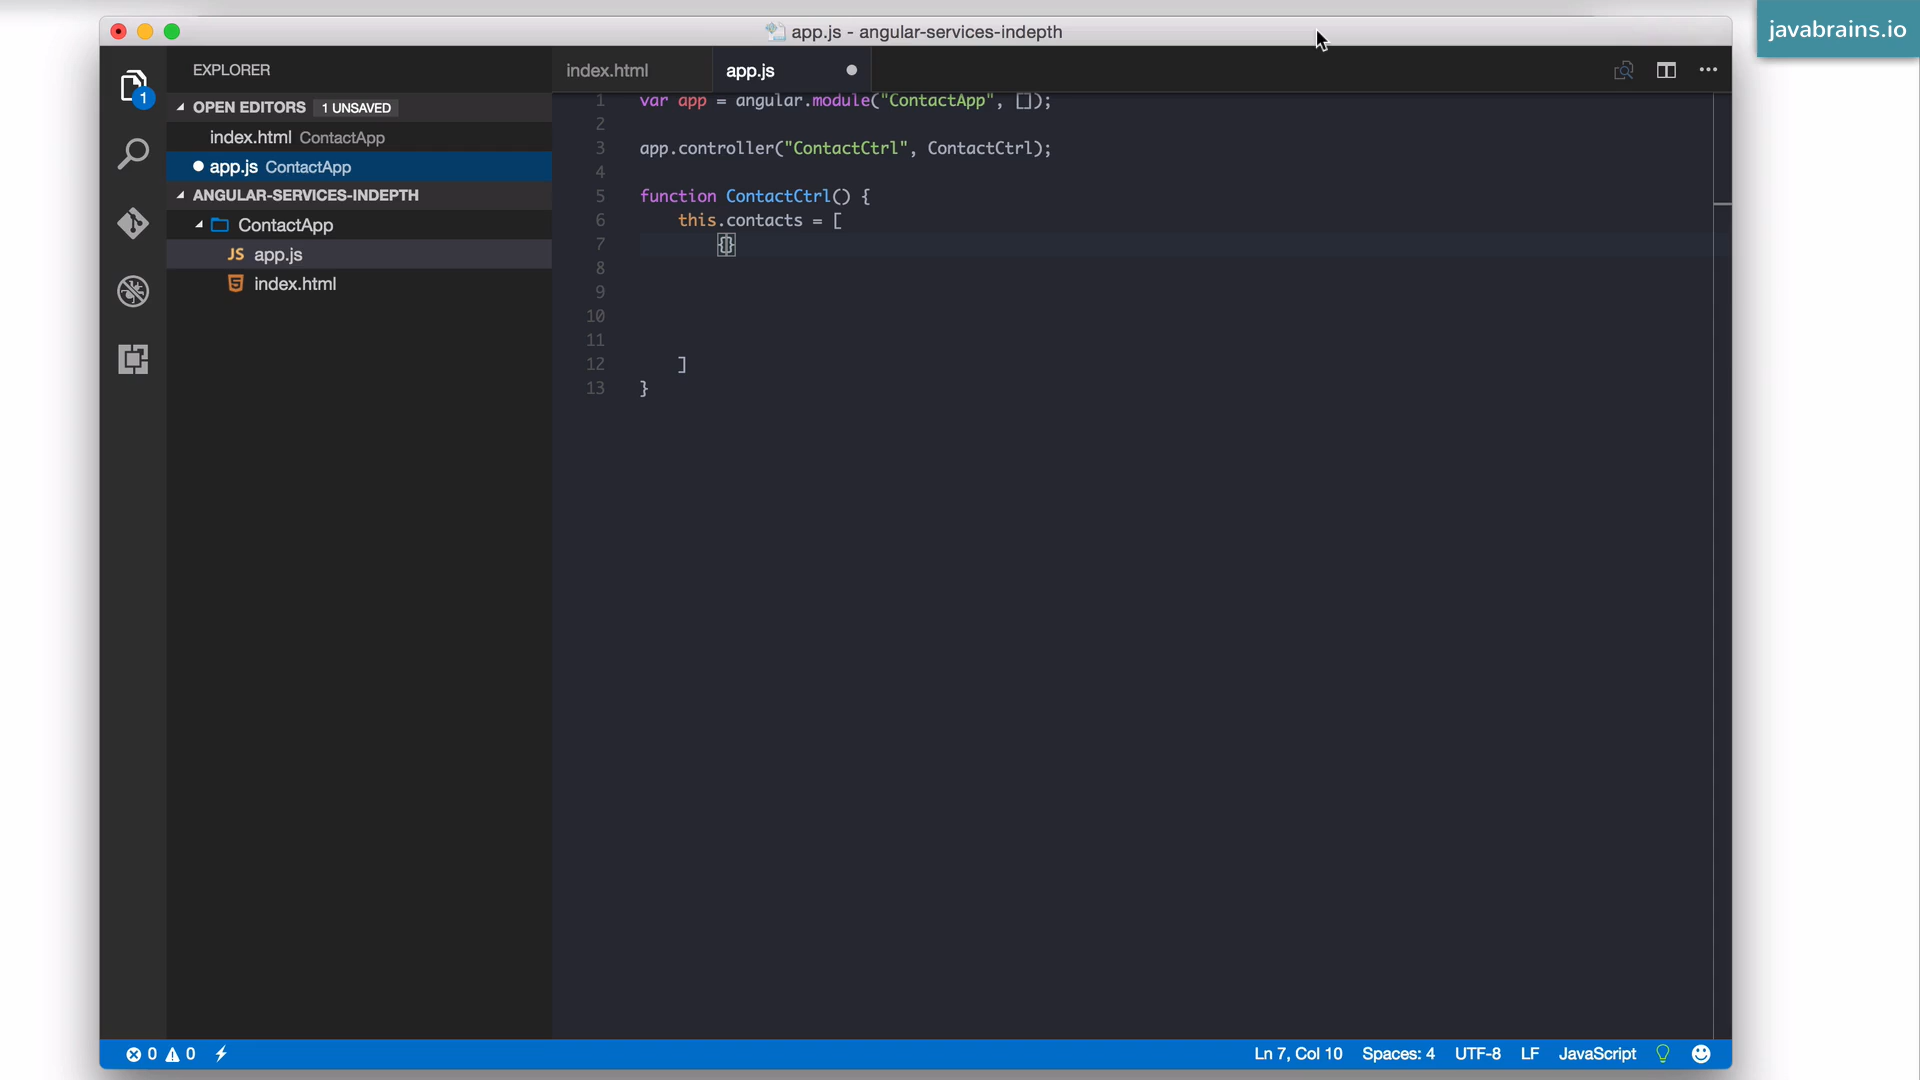 app.js - angular-services-indepth
javabrains.io
EXPLORER
index.html
app.js
OPEN EDITORS 1 UNSAVED
index.html ContactApp
app.js ContactApp
ANGULAR-SERVICES-INDEPTH
ContactApp
JS app.js
index.html
1
1 var app = angular.module("ContactApp", []);
2
3 app.controller("ContactCtrl", ContactCtrl);
4
5 function ContactCtrl() {
6 this.contacts = [
7 {}
8
9
10
11
12 ]
13 }
0 0
Ln 7, Col 10 Spaces: 4 UTF-8 LF JavaScript